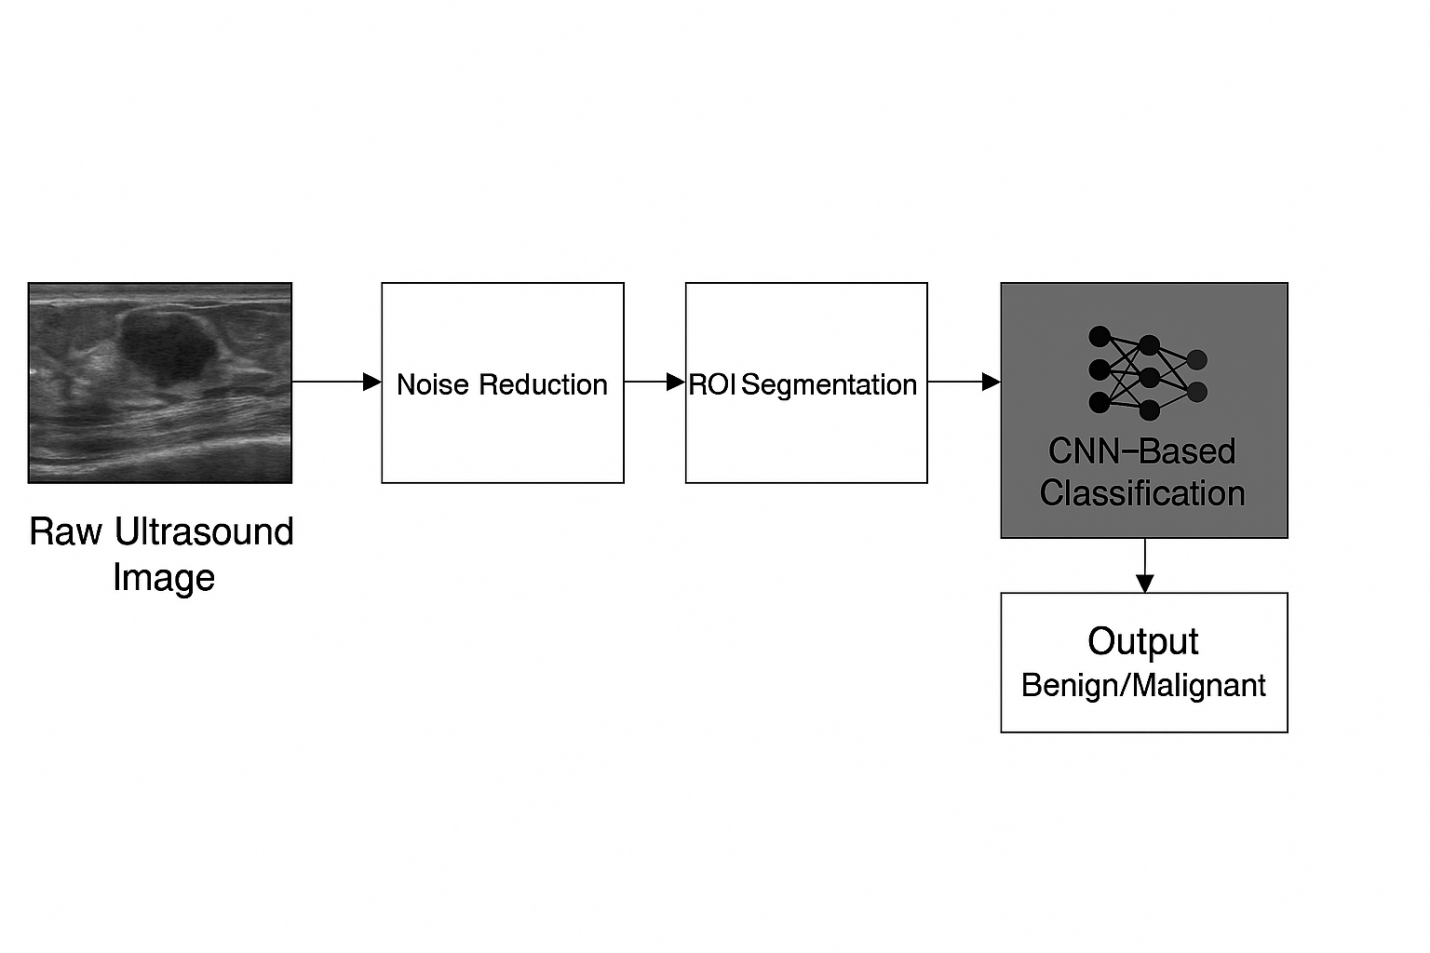 Raw Ultrasound
Image
Noise Reduction
ROI Segmentation
CNN–Based
Classification
Output
Benign/Malignant